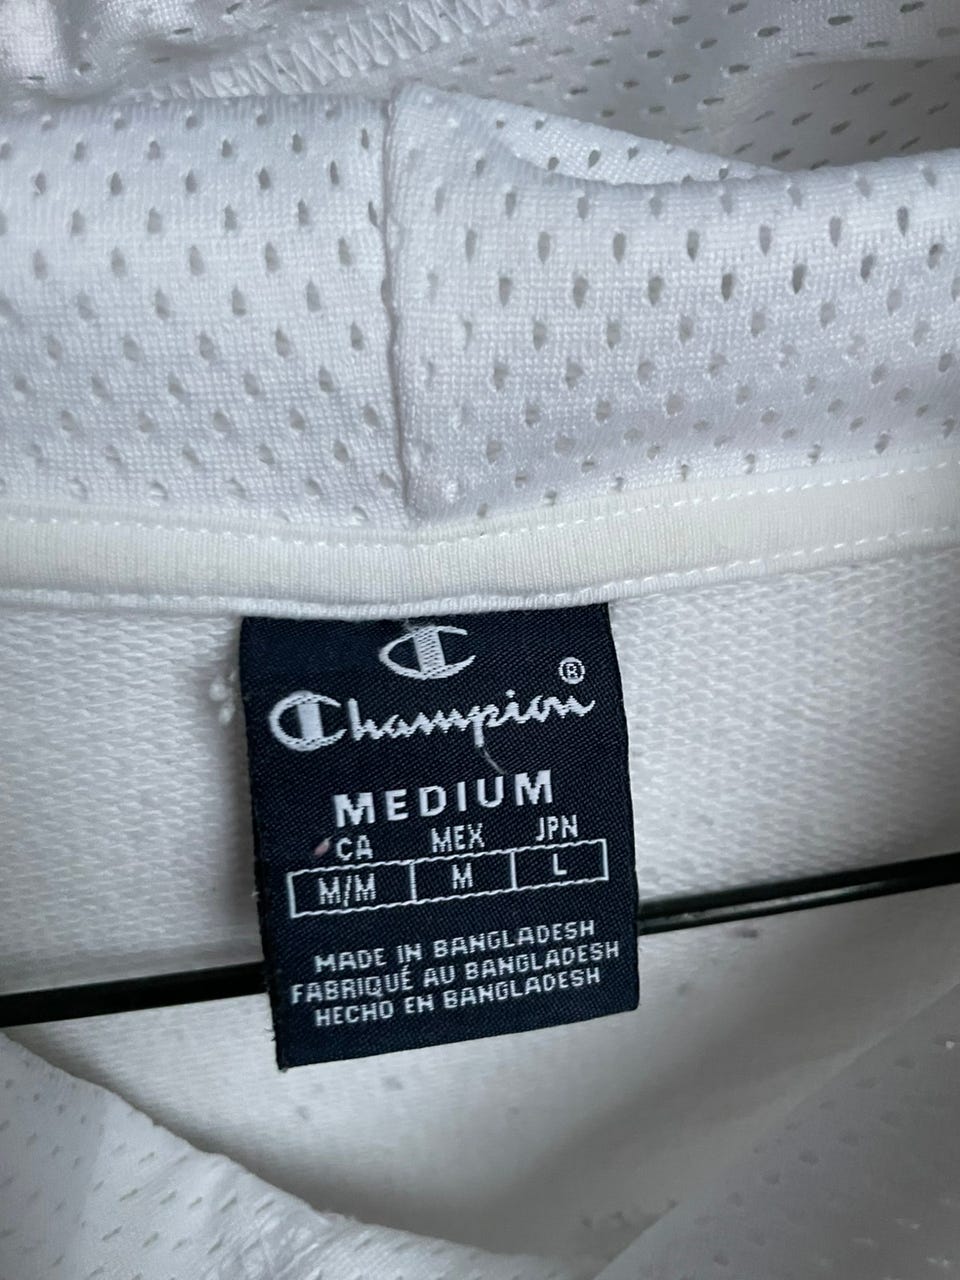 Champion®
MEDIUM
CA MEX JPN
M/M M L
MADE IN BANGLADESH
FABRIQUÉ AU BANGLADESH
HECHO EN BANGLADESH